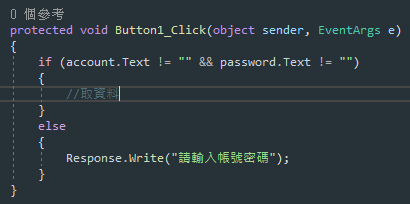 0 個參考
protected void Button1_Click(object sender, EventArgs e)
{
if (account.Text != "" && password.Text != "")
{
//取資料
}
else
{
Response.Write("請輸入帳號密碼");
}
}